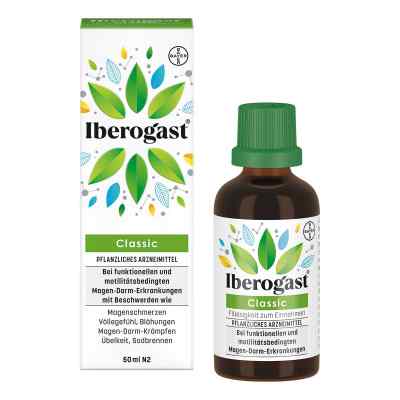 BAYER
Iberogast®
Classic
PFLANZLICHES ARZNEIMITTEL
Bei funktionellen und
motilitätsbedingten
Magen-Darm-Erkrankungen
mit Beschwerden wie
Magenschmerzen
Völlegefühl, Blähungen
Magen-Darm-Krämpfen
Übelkeit, Sodbrennen
50 ml N2
BAYER
Iberogast®
Classic
Flüssigkeit zum Einnehmen
PFLANZLICHES ARZNEIMITTEL
Bei funktionellen und
motilitätsbedingten
Magen-Darm-Erkrankungen